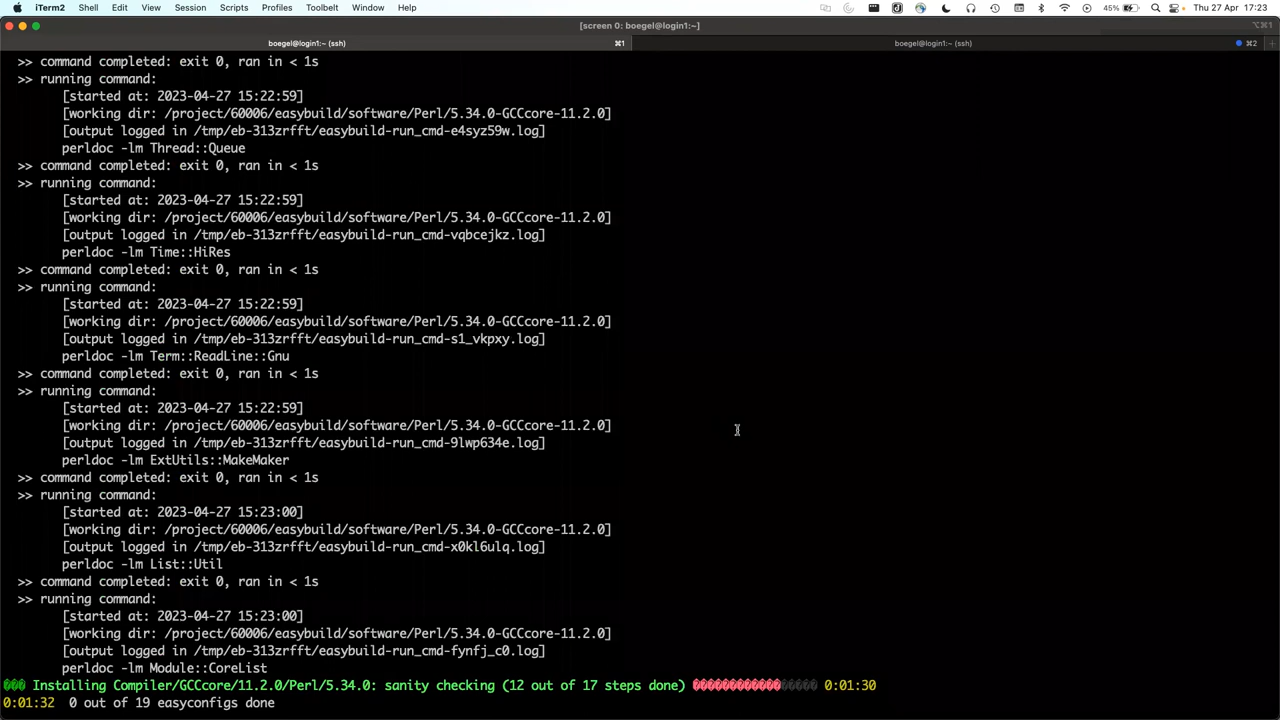 iTerm2 Shell Edit View Session Scripts Profiles Toolbelt Window Help 45% Thu 27 Apr 17:23
[screen 0: boegel@login1:~] ⌥⌘1
boegel@login1:~ (ssh) ⌘1 boegel@login1:~ (ssh) ⌘2
>> command completed: exit 0, ran in < 1s
>> running command:
[started at: 2023-04-27 15:22:59]
[working dir: /project/60006/easybuild/software/Perl/5.34.0-GCCcore-11.2.0]
[output logged in /tmp/eb-313zrfft/easybuild-run_cmd-e4syz59w.log]
perldoc -lm Thread::Queue
>> command completed: exit 0, ran in < 1s
>> running command:
[started at: 2023-04-27 15:22:59]
[working dir: /project/60006/easybuild/software/Perl/5.34.0-GCCcore-11.2.0]
[output logged in /tmp/eb-313zrfft/easybuild-run_cmd-vqbcejkz.log]
perldoc -lm Time::HiRes
>> command completed: exit 0, ran in < 1s
>> running command:
[started at: 2023-04-27 15:22:59]
[working dir: /project/60006/easybuild/software/Perl/5.34.0-GCCcore-11.2.0]
[output logged in /tmp/eb-313zrfft/easybuild-run_cmd-s1_vkpxy.log]
perldoc -lm Term::ReadLine::Gnu
>> command completed: exit 0, ran in < 1s
>> running command:
[started at: 2023-04-27 15:22:59]
[working dir: /project/60006/easybuild/software/Perl/5.34.0-GCCcore-11.2.0]
[output logged in /tmp/eb-313zrfft/easybuild-run_cmd-9lwp634e.log]
perldoc -lm ExtUtils::MakeMaker
>> command completed: exit 0, ran in < 1s
>> running command:
[started at: 2023-04-27 15:23:00]
[working dir: /project/60006/easybuild/software/Perl/5.34.0-GCCcore-11.2.0]
[output logged in /tmp/eb-313zrfft/easybuild-run_cmd-x0kl6ulq.log]
perldoc -lm List::Util
>> command completed: exit 0, ran in < 1s
>> running command:
[started at: 2023-04-27 15:23:00]
[working dir: /project/60006/easybuild/software/Perl/5.34.0-GCCcore-11.2.0]
[output logged in /tmp/eb-313zrfft/easybuild-run_cmd-fynfj_c0.log]
perldoc -lm Module::CoreList
Installing Compiler/GCCcore/11.2.0/Perl/5.34.0: sanity checking (12 out of 17 steps done) 0:01:30
0:01:32 0 out of 19 easyconfigs done